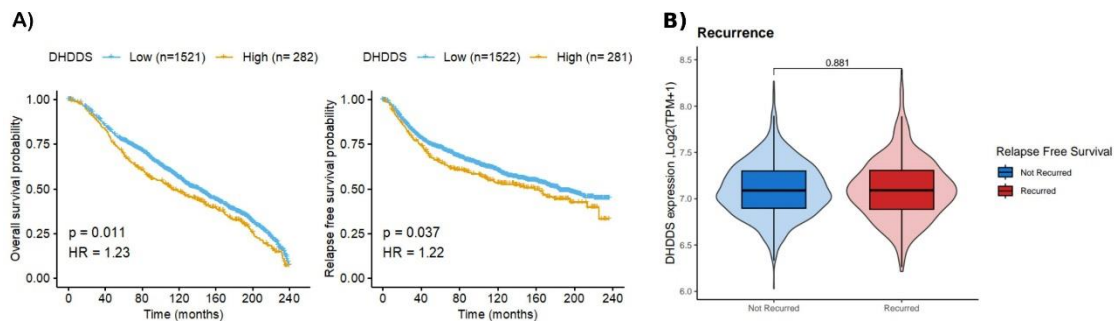 A)
DHDDS Low (n=1521) High (n= 282)
Overall survival probability
1.00
0.75
0.50
0.25
0.00
p = 0.011
HR = 1.23
0 40 80 120 160 200 240
Time (months)
DHDDS Low (n=1522) High (n=281)
Relapse free survival probability
1.00
0.75
0.50
0.25
0.00
p = 0.037
HR = 1.22
0 40 80 120 160 200 240
Time (months)
B)
Recurrence
0.881
DHDDS expression -Log2(TPM+1)
8.5
8.0
7.5
7.0
6.5
6.0
Not Recurred Recurred
Relapse Free Survival
Not Recurred
Recurred